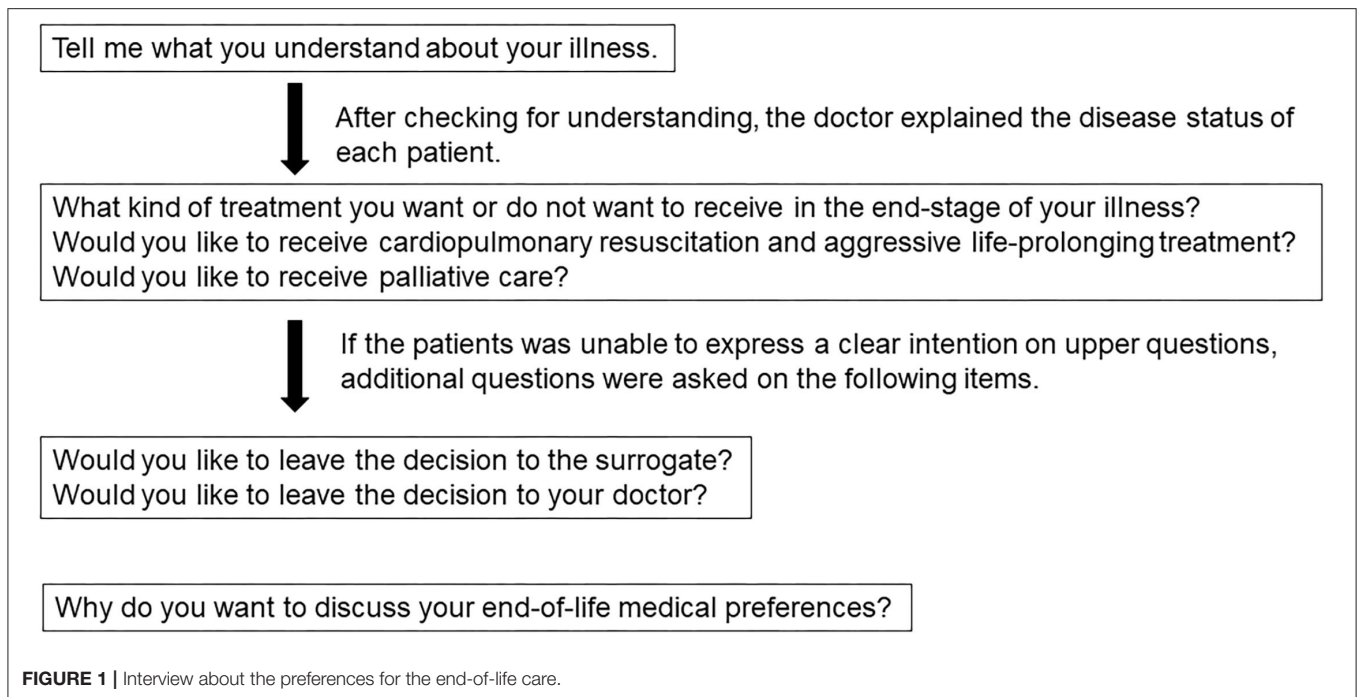 Tell me what you understand about your illness.
After checking for understanding, the doctor explained the disease status of
each patient.
What kind of treatment you want or do not want to receive in the end-stage of your illness?
Would you like to receive cardiopulmonary resuscitation and aggressive life-prolonging treatment?
Would you like to receive palliative care?
If the patients was unable to express a clear intention on upper questions,
additional questions were asked on the following items.
Would you like to leave the decision to the surrogate?
Would you like to leave the decision to your doctor?
Why do you want to discuss your end-of-life medical preferences?
FIGURE 1 | Interview about the preferences for the end-of-life care.